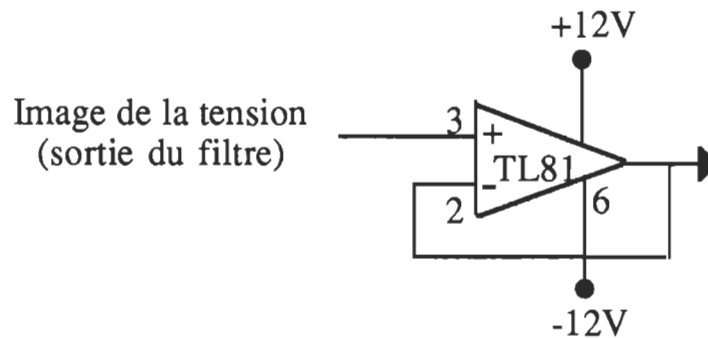 +12V
Image de la tension
(sortie du filtre)
3
+
TL81
-
2
6
-12V